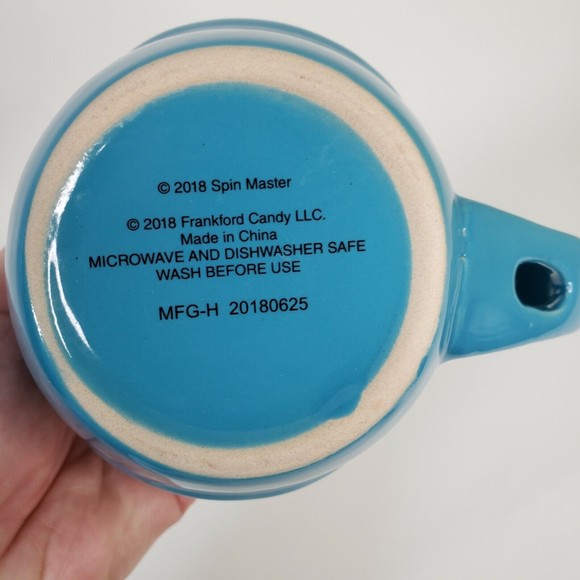 © 2018 Spin Master
© 2018 Frankford Candy LLC.
Made in China
MICROWAVE AND DISHWASHER SAFE
WASH BEFORE USE
MFG-H 20180625